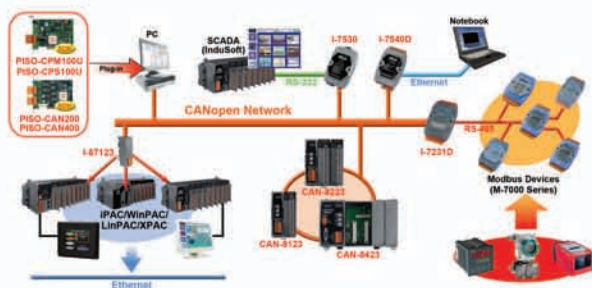 PISO-CPM100U
PISO-CPS100U
PISO-CAN200
PISO-CAN400
Plug-in
PC
SCADA
(InduSoft)
RS-232
I-7530
I-7540D
Notebook
Ethernet
CANopen Network
I-7231D
RS-485
Modbus Devices
(M-7000 Series)
I-87123
iPAC/WinPAC/
LinPAC/XPAC
Ethernet
CAN-8223
CAN-8123
CAN-8423